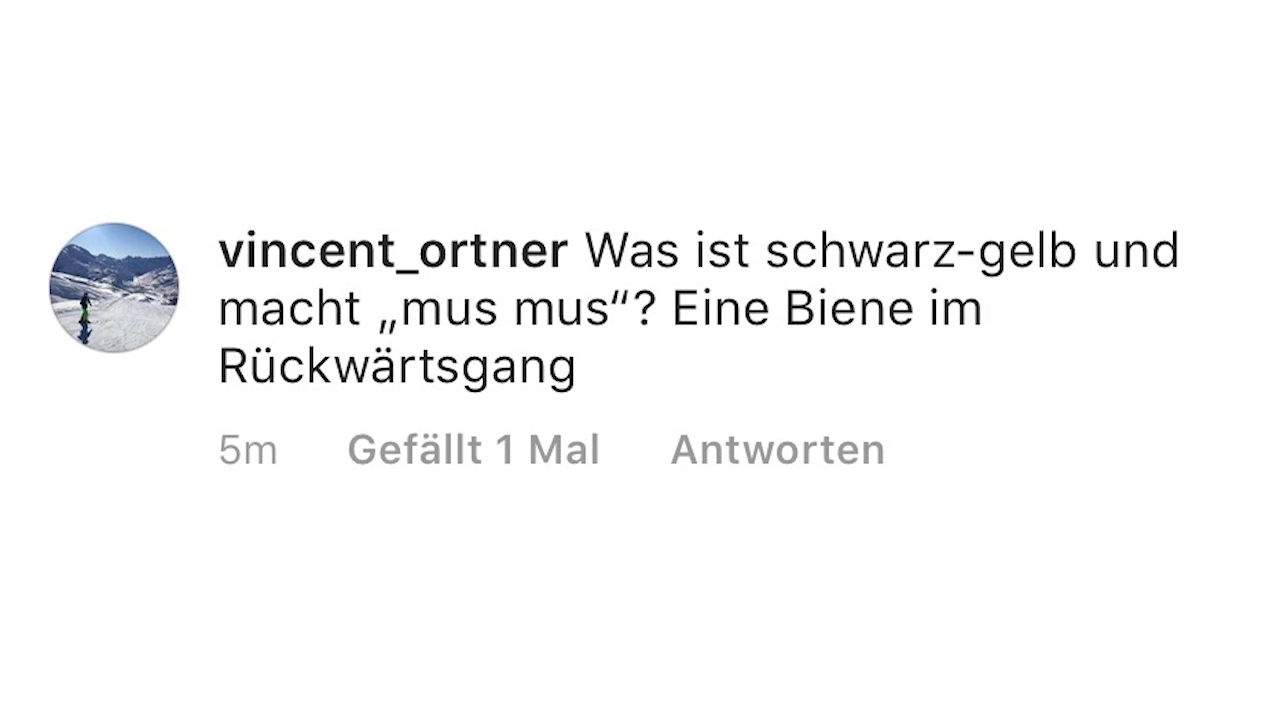 vincent_ortner Was ist schwarz-gelb und
macht „mus mus“? Eine Biene im
Rückwärtsgang
5m Gefällt 1 Mal Antworten